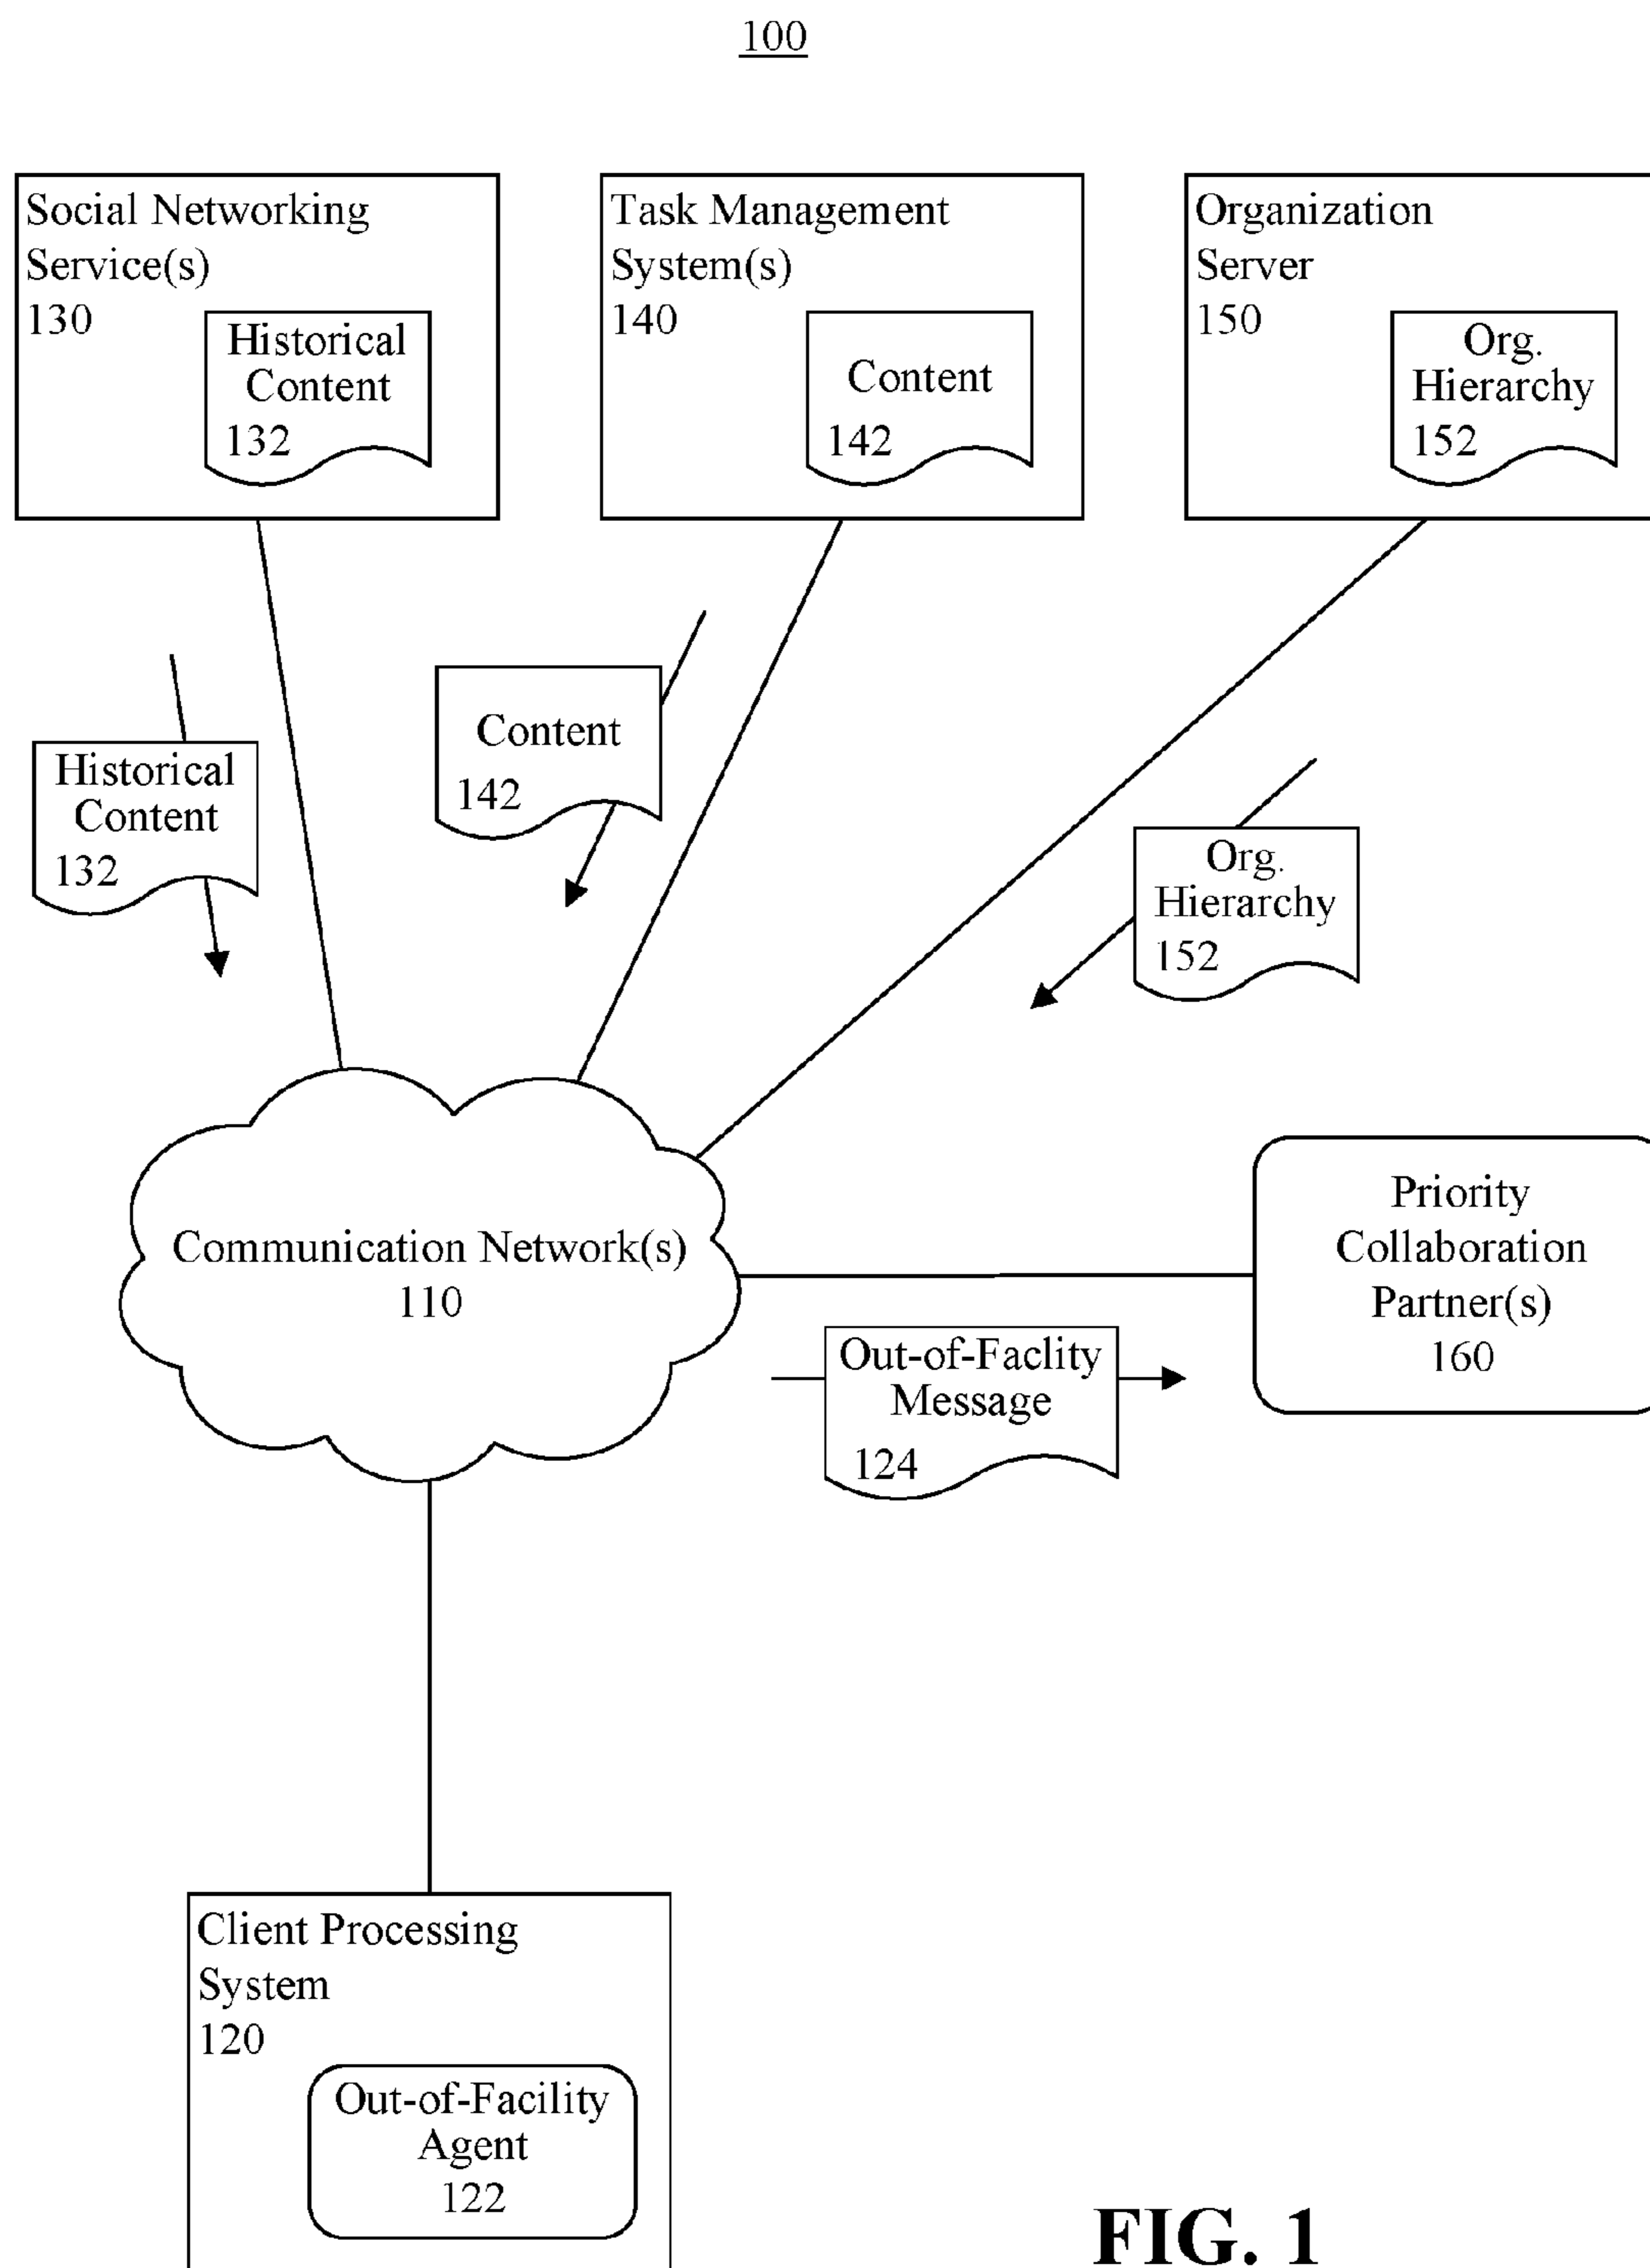 100
Social Networking
Service(s)
130
Historical
Content
132
Task Management
System(s)
140
Content
142
Organization
Server
150
Org.
Hierarchy
152
Historical
Content
132
Content
142
Org.
Hierarchy
152
Communication Network(s)
110
Priority
Collaboration
Partner(s)
160
Out-of-Faclity
Message
124
Client Processing
System
120
Out-of-Facility
Agent
122
FIG. 1